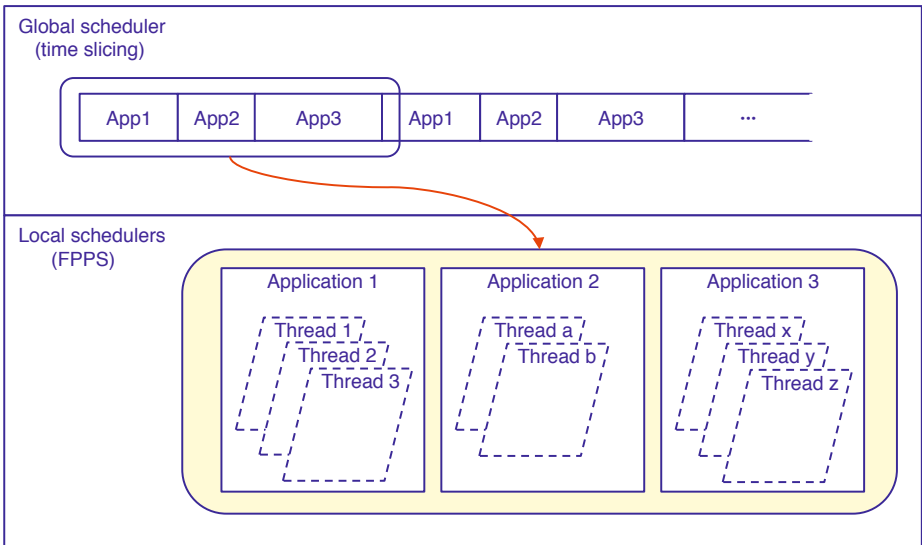 Global scheduler
(time slicing)
App1 App2 App3 App1 App2 App3 ...
Local schedulers
(FPPS)
Application 1 Application 2 Application 3
Thread 1 Thread a Thread x
Thread 2 Thread b Thread y
Thread 3 Thread z